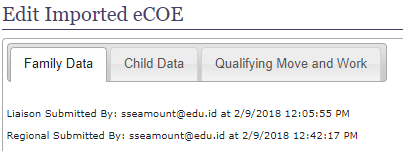 Edit Imported eCOE
Family Data Child Data Qualifying Move and Work
Liaison Submitted By: sseamount@edu.id at 2/9/2018 12:05:55 PM
Regional Submitted By: sseamount@edu.id at 2/9/2018 12:42:17 PM